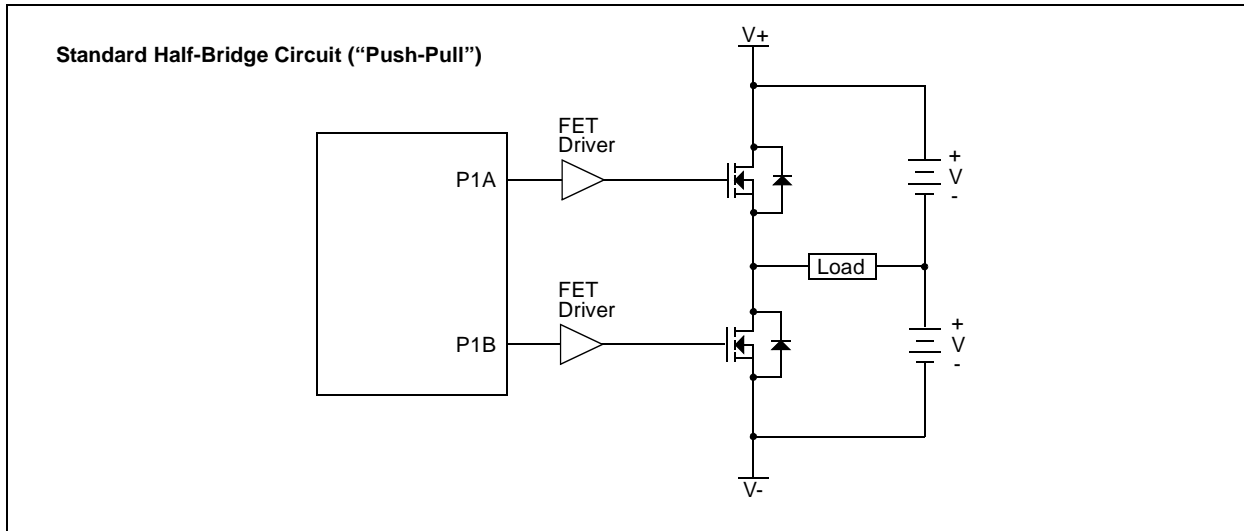 V+
Standard Half-Bridge Circuit (“Push-Pull”)
FET
Driver
P1A
+
V
-
Load
FET
Driver
P1B
+
V
-
V-